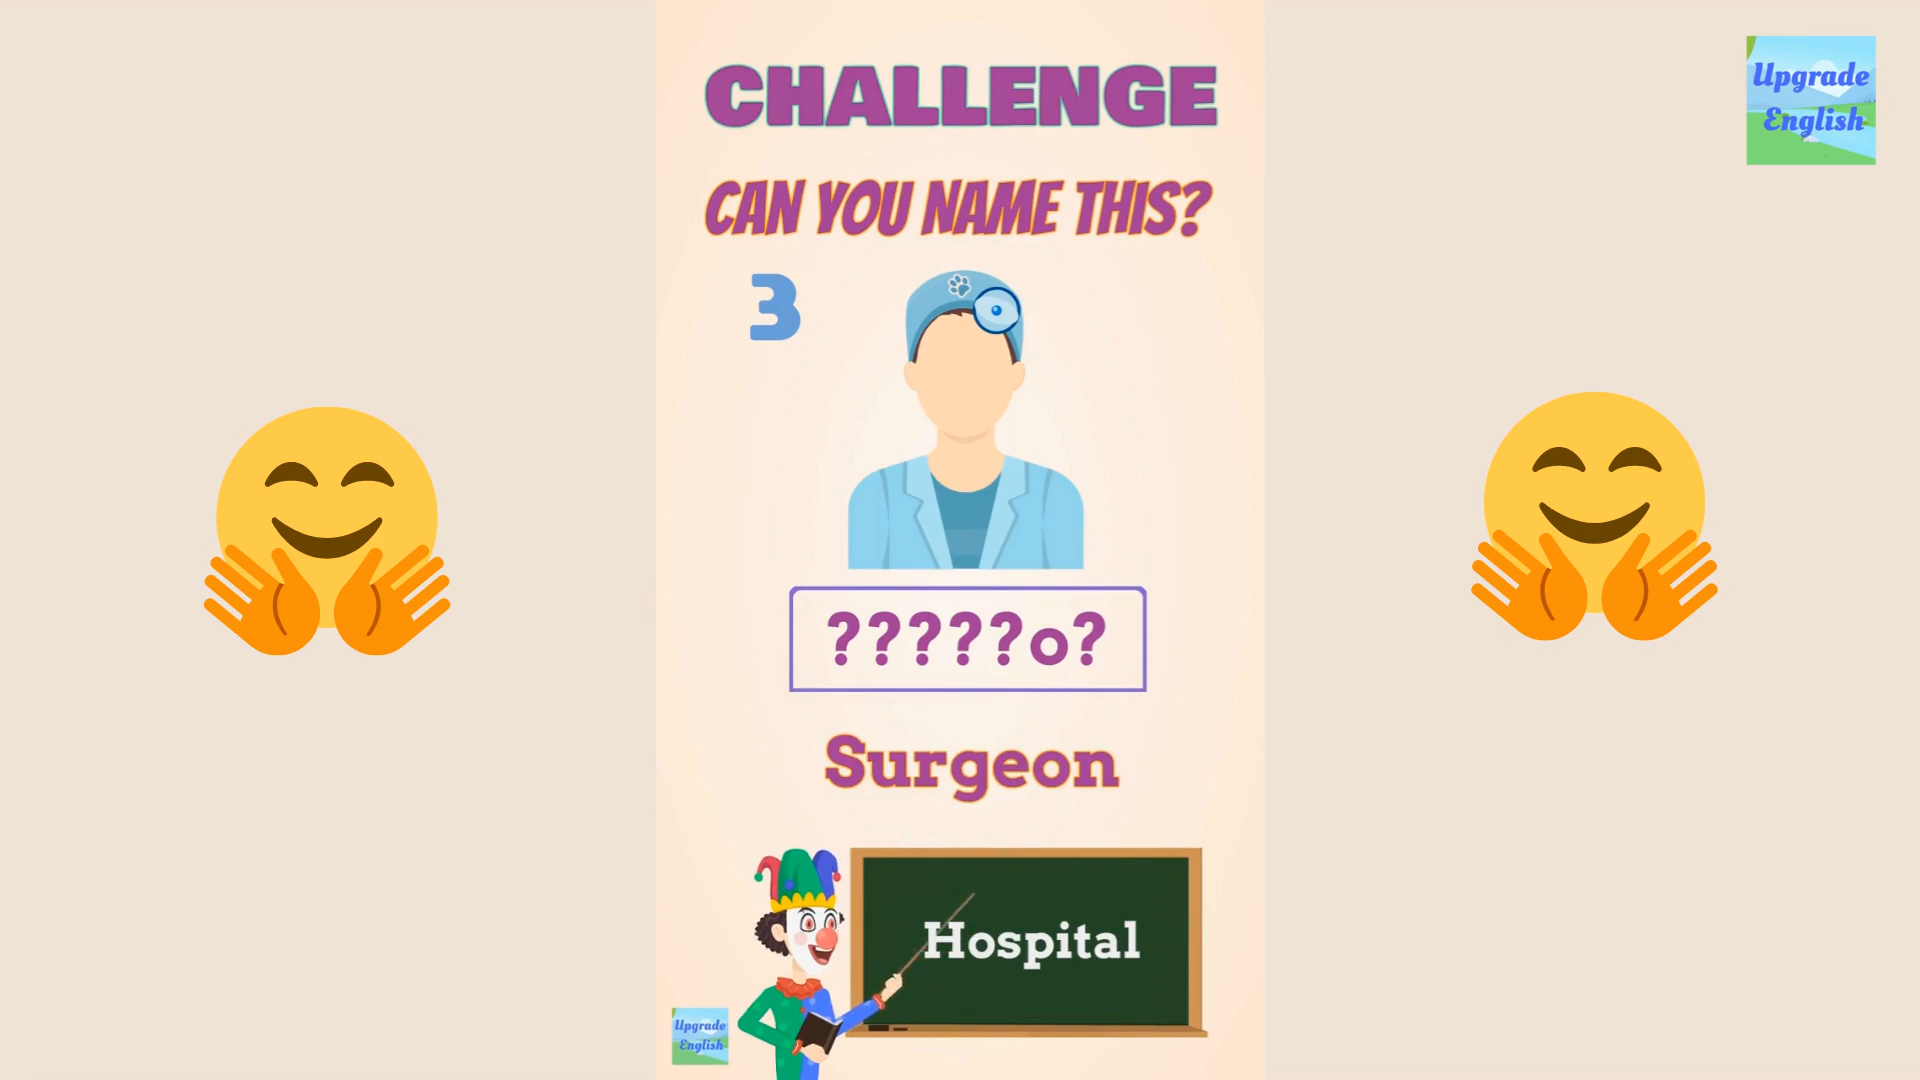 CHALLENGE
Upgrade
English
CAN YOU NAME THIS?
3
?????o?
Surgeon
Hospital
Upgrade
English